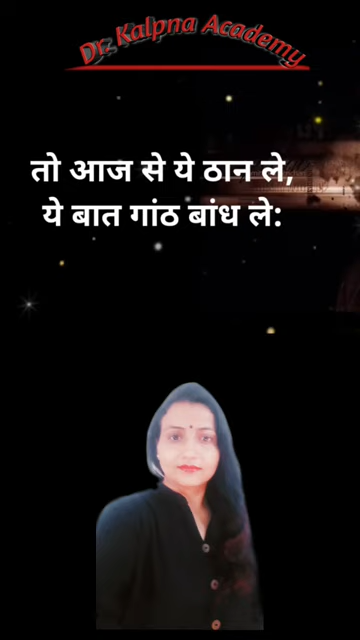 Dr. Kalpna Academy
तो आज से ये ठान ले,
ये बात गांठ बांध ले: